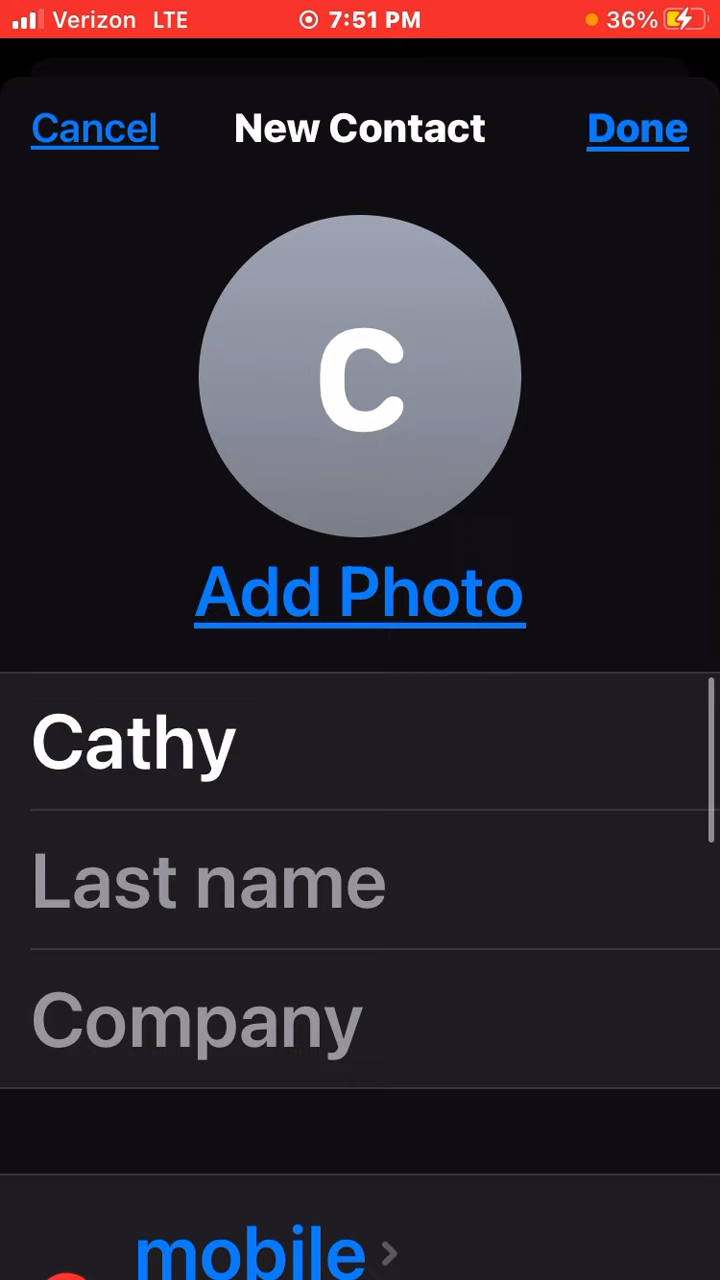 Verizon LTE 7:51 PM 36%
Cancel New Contact Done
C
Add Photo
Cathy
Last name
Company
mobile